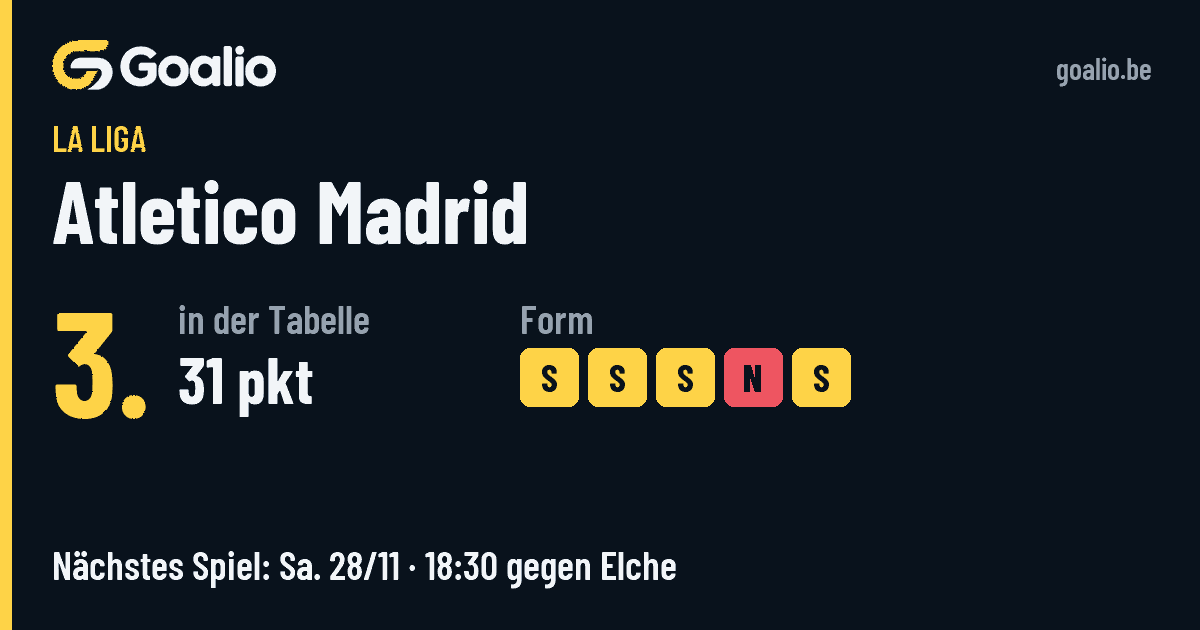 Goalio
goalio.be
LA LIGA
Atletico Madrid
3.
in der Tabelle
31 pkt
Form
S S S N S
Nächstes Spiel: Sa. 28/11 · 18:30 gegen Elche